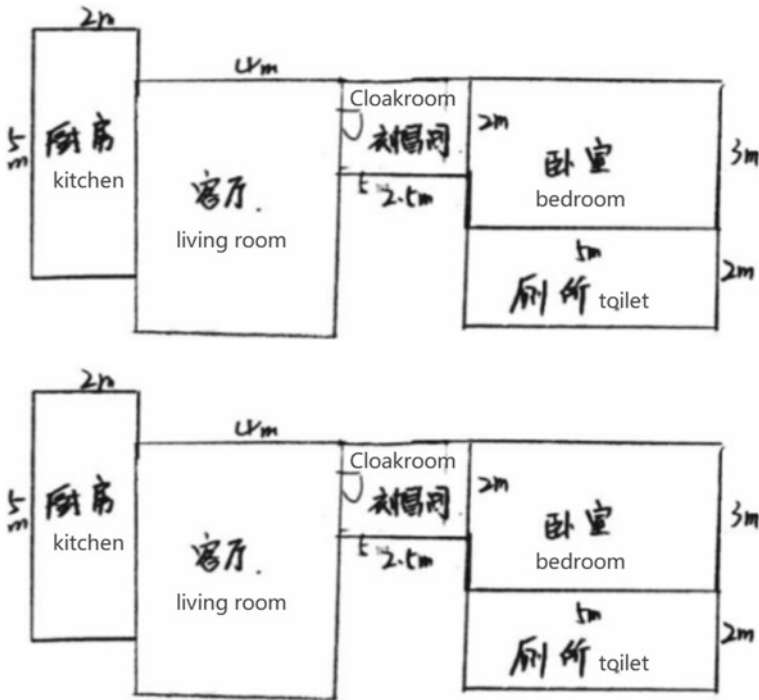 2m
4m
Cloakroom
5m
厨房
衣帽间
2m
kitchen
客厅.
卧室
3m
living room
2.5m
bedroom
5m
厕所 toilet
2m
2m
4m
Cloakroom
5m
厨房
衣帽间
2m
kitchen
客厅.
卧室
3m
living room
2.5m
bedroom
5m
厕所 toilet
2m